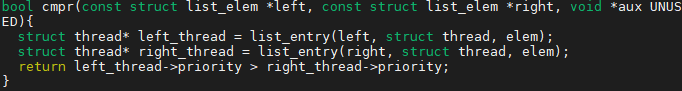 bool cmpr(const struct list_elem *left, const struct list_elem *right, void *aux UNUS
ED){
  struct thread* left_thread = list_entry(left, struct thread, elem);
  struct thread* right_thread = list_entry(right, struct thread, elem);
  return left_thread->priority > right_thread->priority;
}